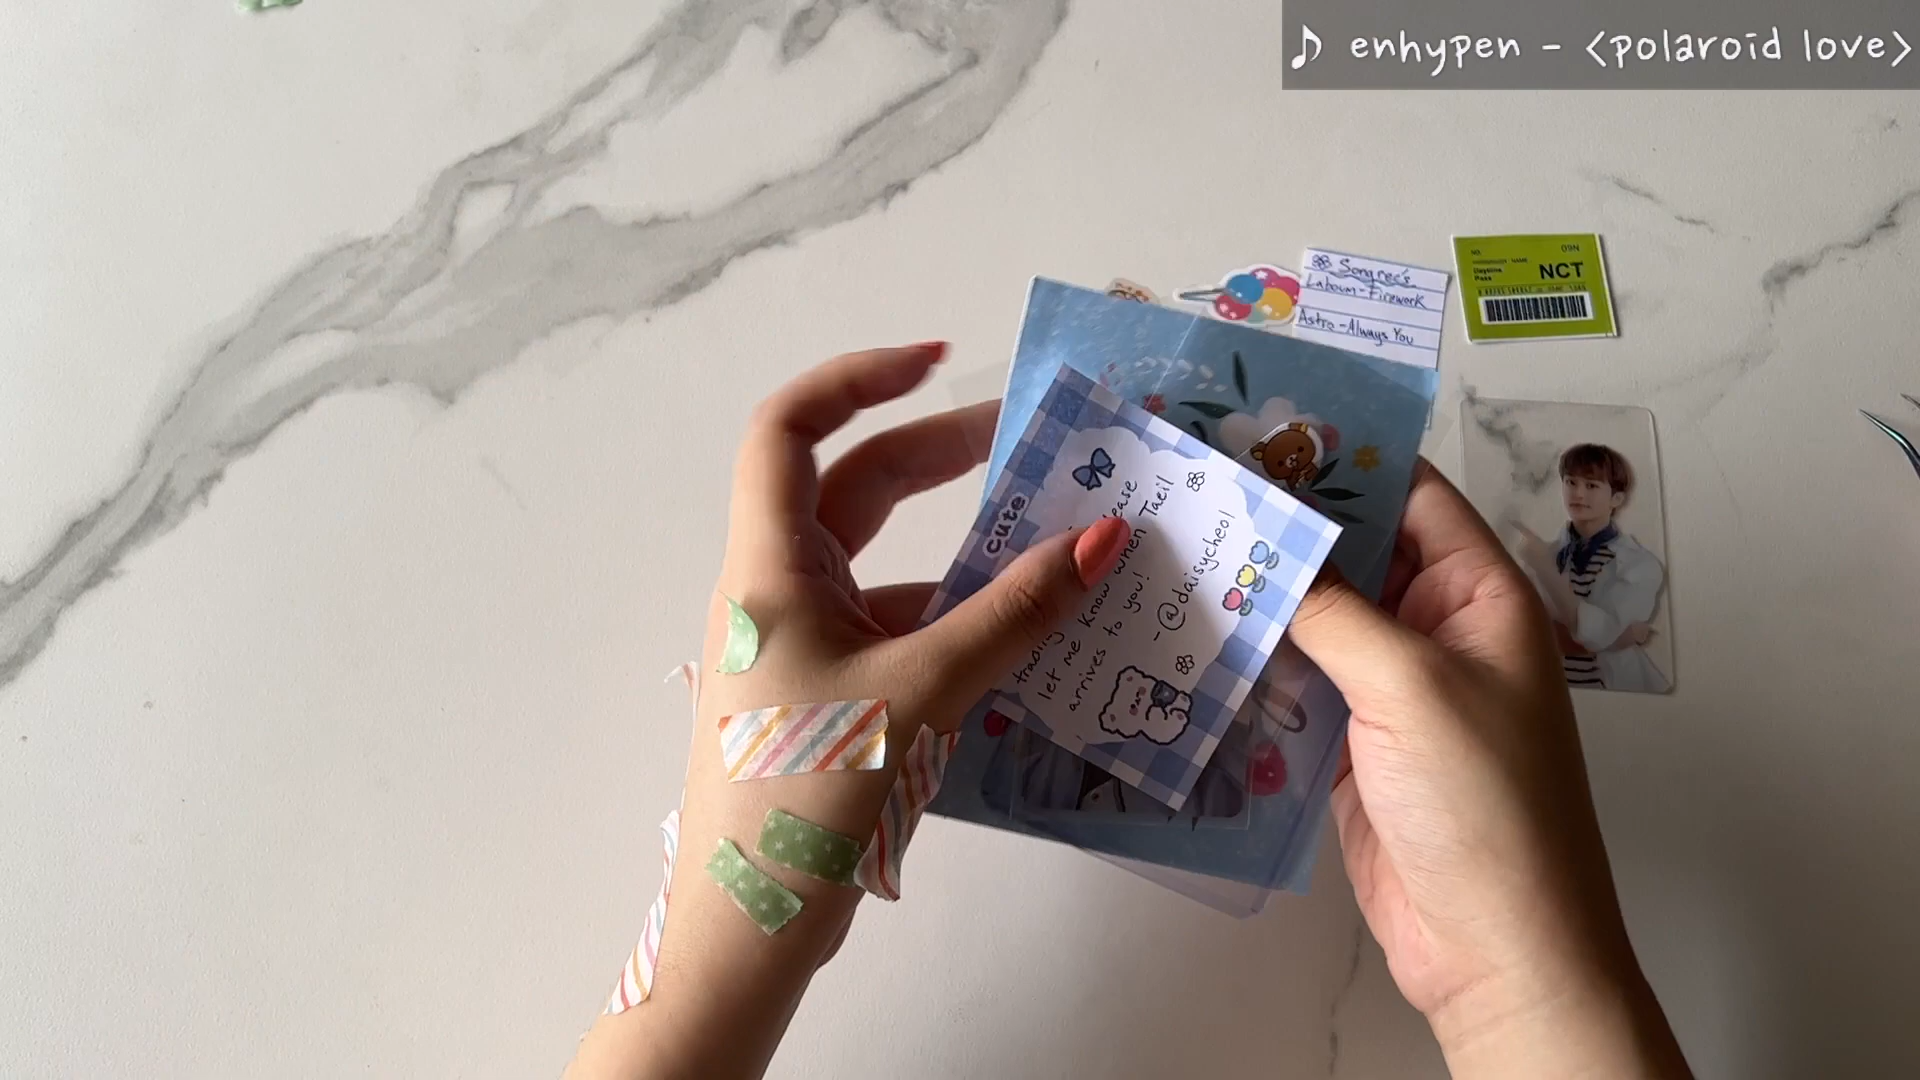 ♪ enhypen - <polaroid love>
Song rec's
Laboum-Firework
Astro-Always You
09N
NCT
cute
let me know when Taeil
arrives to you!
-@daisycheol